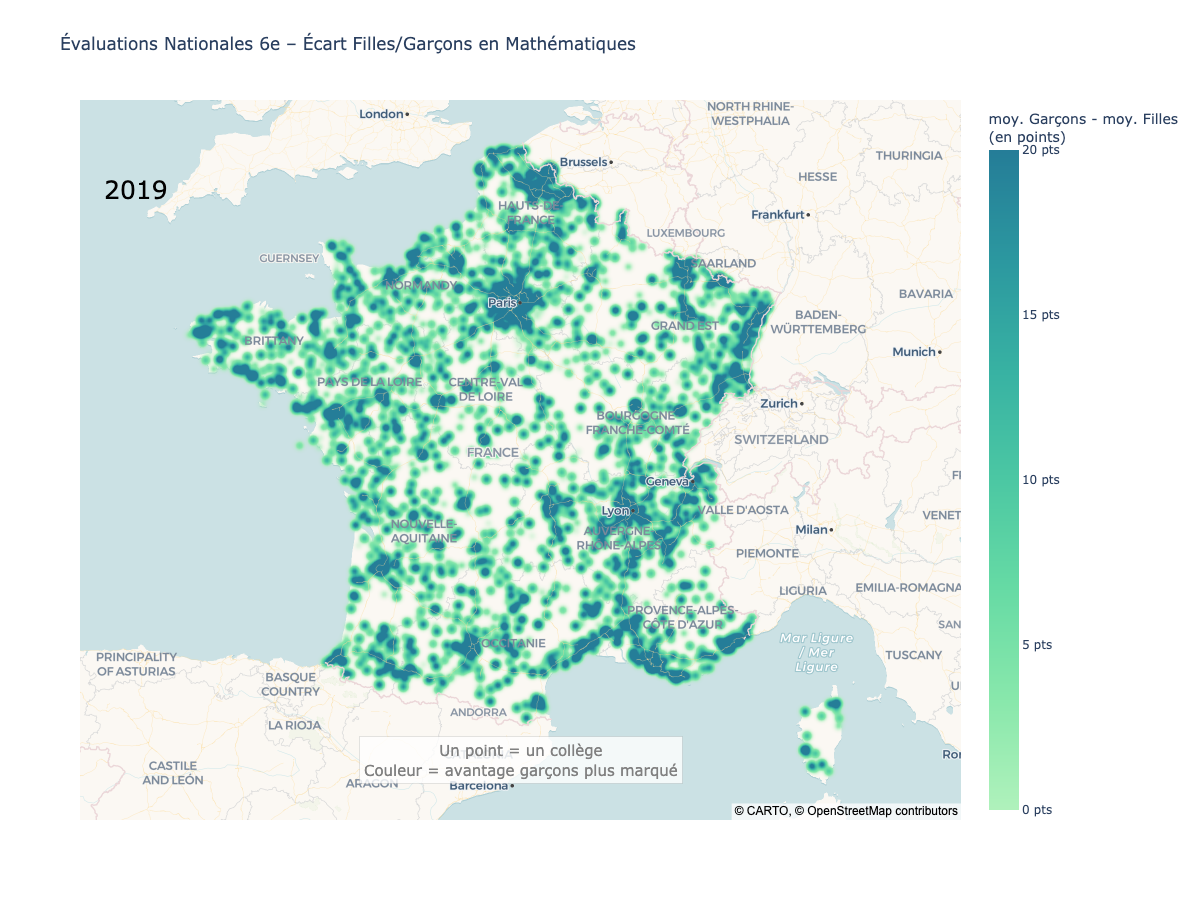 Évaluations Nationales 6e – Écart Filles/Garçons en Mathématiques
moy. Garçons - moy. Filles
(en points)
20 pts
15 pts
10 pts
5 pts
0 pts
2019
London
NORTH RHINE-
WESTPHALIA
Brussels
THURINGIA
HESSE
HAUTS-DE-
FRANCE
Frankfurt
LUXEMBOURG
GUERNSEY
SAARLAND
NORMANDY
BAVARIA
Paris
BADEN-
WÜRTTEMBERG
GRAND EST
BRITTANY
Munich
PAYS DE LA LOIRE
CENTRE-VAL
DE LOIRE
Zurich
BOURGOGNE
FRANCHE-COMTÉ
SWITZERLAND
FRANCE
Geneva
Lyon
VALLE D'AOSTA
VENET
NOUVELLE-
AQUITAINE
Milan
AUVERGNE
RHÔNE-ALPES
PIEMONTE
LIGURIA
EMILIA-ROMAGNA
PROVENCE-ALPES-
CÔTE D'AZUR
SAN
Mar Ligure
/ Mer
Ligure
OCCITANIE
PRINCIPALITY
OF ASTURIAS
TUSCANY
BASQUE
COUNTRY
ANDORRA
LA RIOJA
Un point = un collège
Couleur = avantage garçons plus marqué
CASTILE
AND LEÓN
ARAGON
Barcelona
© CARTO, © OpenStreetMap contributors